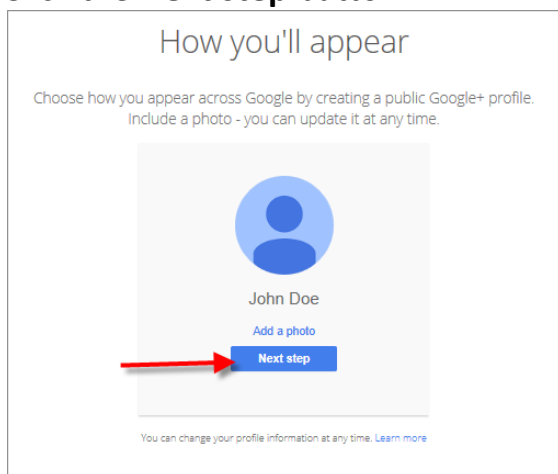 How you'll appear
Choose how you appear across Google by creating a public Google+ profile.
Include a photo - you can update it at any time.
John Doe
Add a photo
Next step
You can change your profile information at any time. Learn more